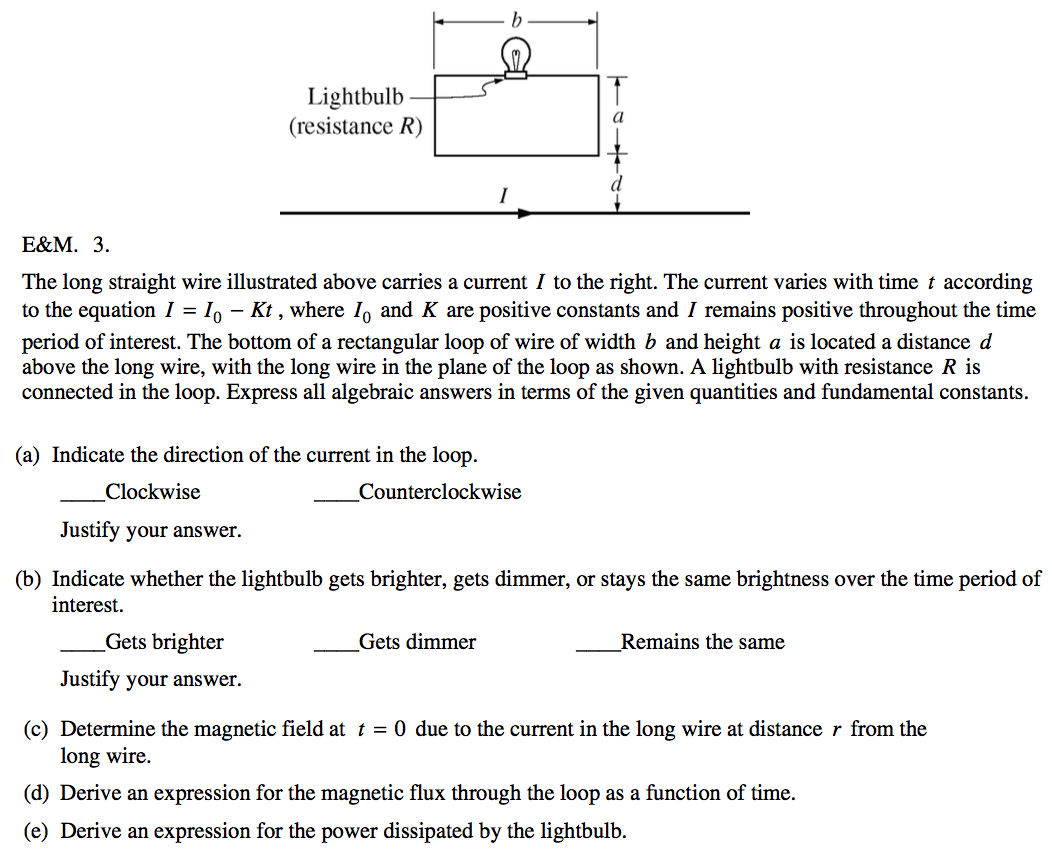 b
Lightbulb
(resistance R)
a
d
I
E&M. 3.
The long straight wire illustrated above carries a current I to the right. The current varies with time t according
to the equation I = I₀ − Kt , where I₀ and K are positive constants and I remains positive throughout the time
period of interest. The bottom of a rectangular loop of wire of width b and height a is located a distance d
above the long wire, with the long wire in the plane of the loop as shown. A lightbulb with resistance R is
connected in the loop. Express all algebraic answers in terms of the given quantities and fundamental constants.
(a) Indicate the direction of the current in the loop.
____Clockwise ____Counterclockwise
Justify your answer.
(b) Indicate whether the lightbulb gets brighter, gets dimmer, or stays the same brightness over the time period of
interest.
____Gets brighter ____Gets dimmer ____Remains the same
Justify your answer.
(c) Determine the magnetic field at t = 0 due to the current in the long wire at distance r from the
long wire.
(d) Derive an expression for the magnetic flux through the loop as a function of time.
(e) Derive an expression for the power dissipated by the lightbulb.